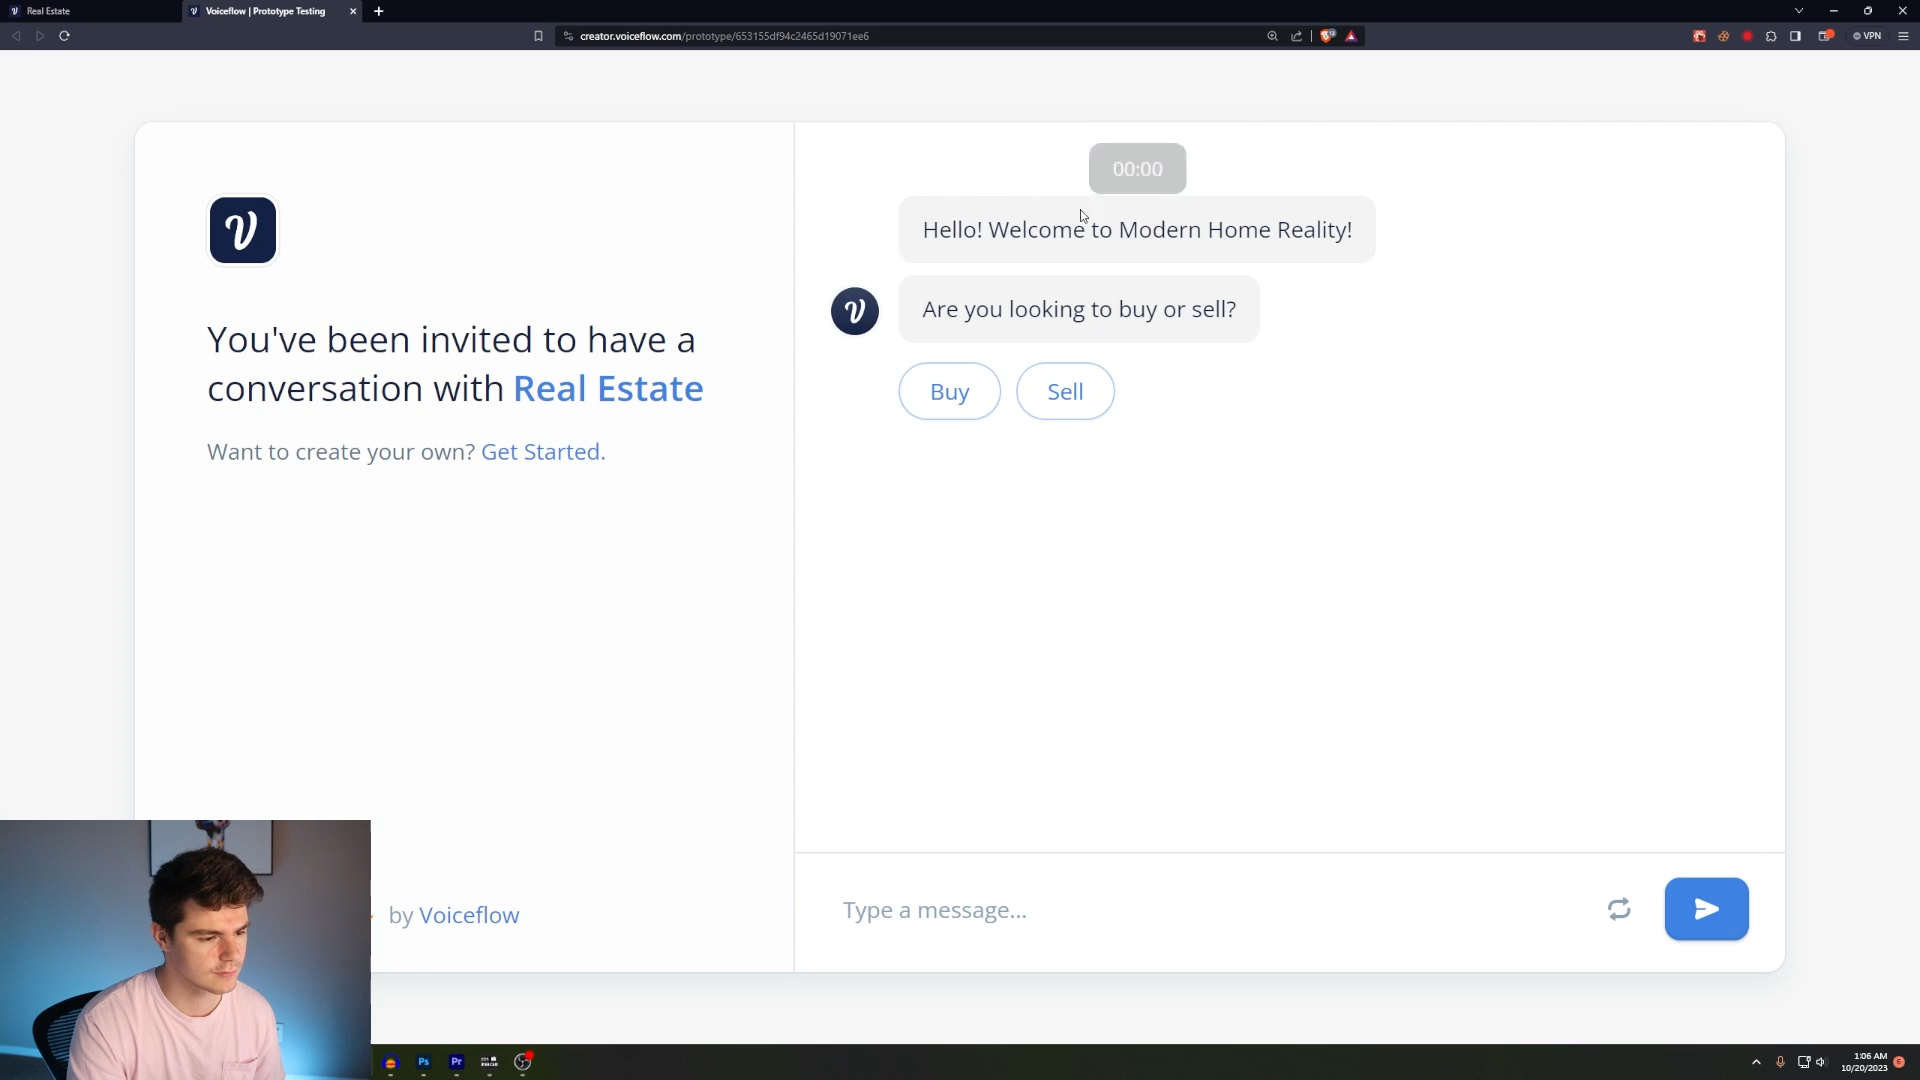 Real Estate
Voiceflow | Prototype Testing
creator.voiceflow.com/prototype/653155df94c2465d19071ee6
VPN
00:00
Hello! Welcome to Modern Home Reality!
Are you looking to buy or sell?
Buy
Sell
You've been invited to have a
conversation with Real Estate
Want to create your own? Get Started.
by Voiceflow
Type a message...
Ps
Pr
1:06 AM
10/20/2023